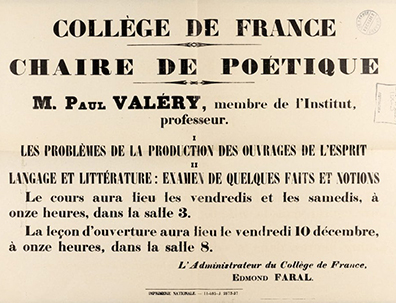 COLLÈGE DE FRANCE
CHAIRE DE POÉTIQUE
M. PAUL VALÉRY, membre de l'Institut,
professeur.
I
LES PROBLÈMES DE LA PRODUCTION DES OUVRAGES DE L'ESPRIT
II
LANGAGE ET LITTÉRATURE : EXAMEN DE QUELQUES FAITS ET NOTIONS
Le cours aura lieu les vendredis et les samedis, à
onze heures, dans la salle 3.
La leçon d'ouverture aura lieu le vendredi 10 décembre,
à onze heures, dans la salle 8.
L'Administrateur du Collège de France,
EDMOND FARAL.
IMPRIMERIE NATIONALE